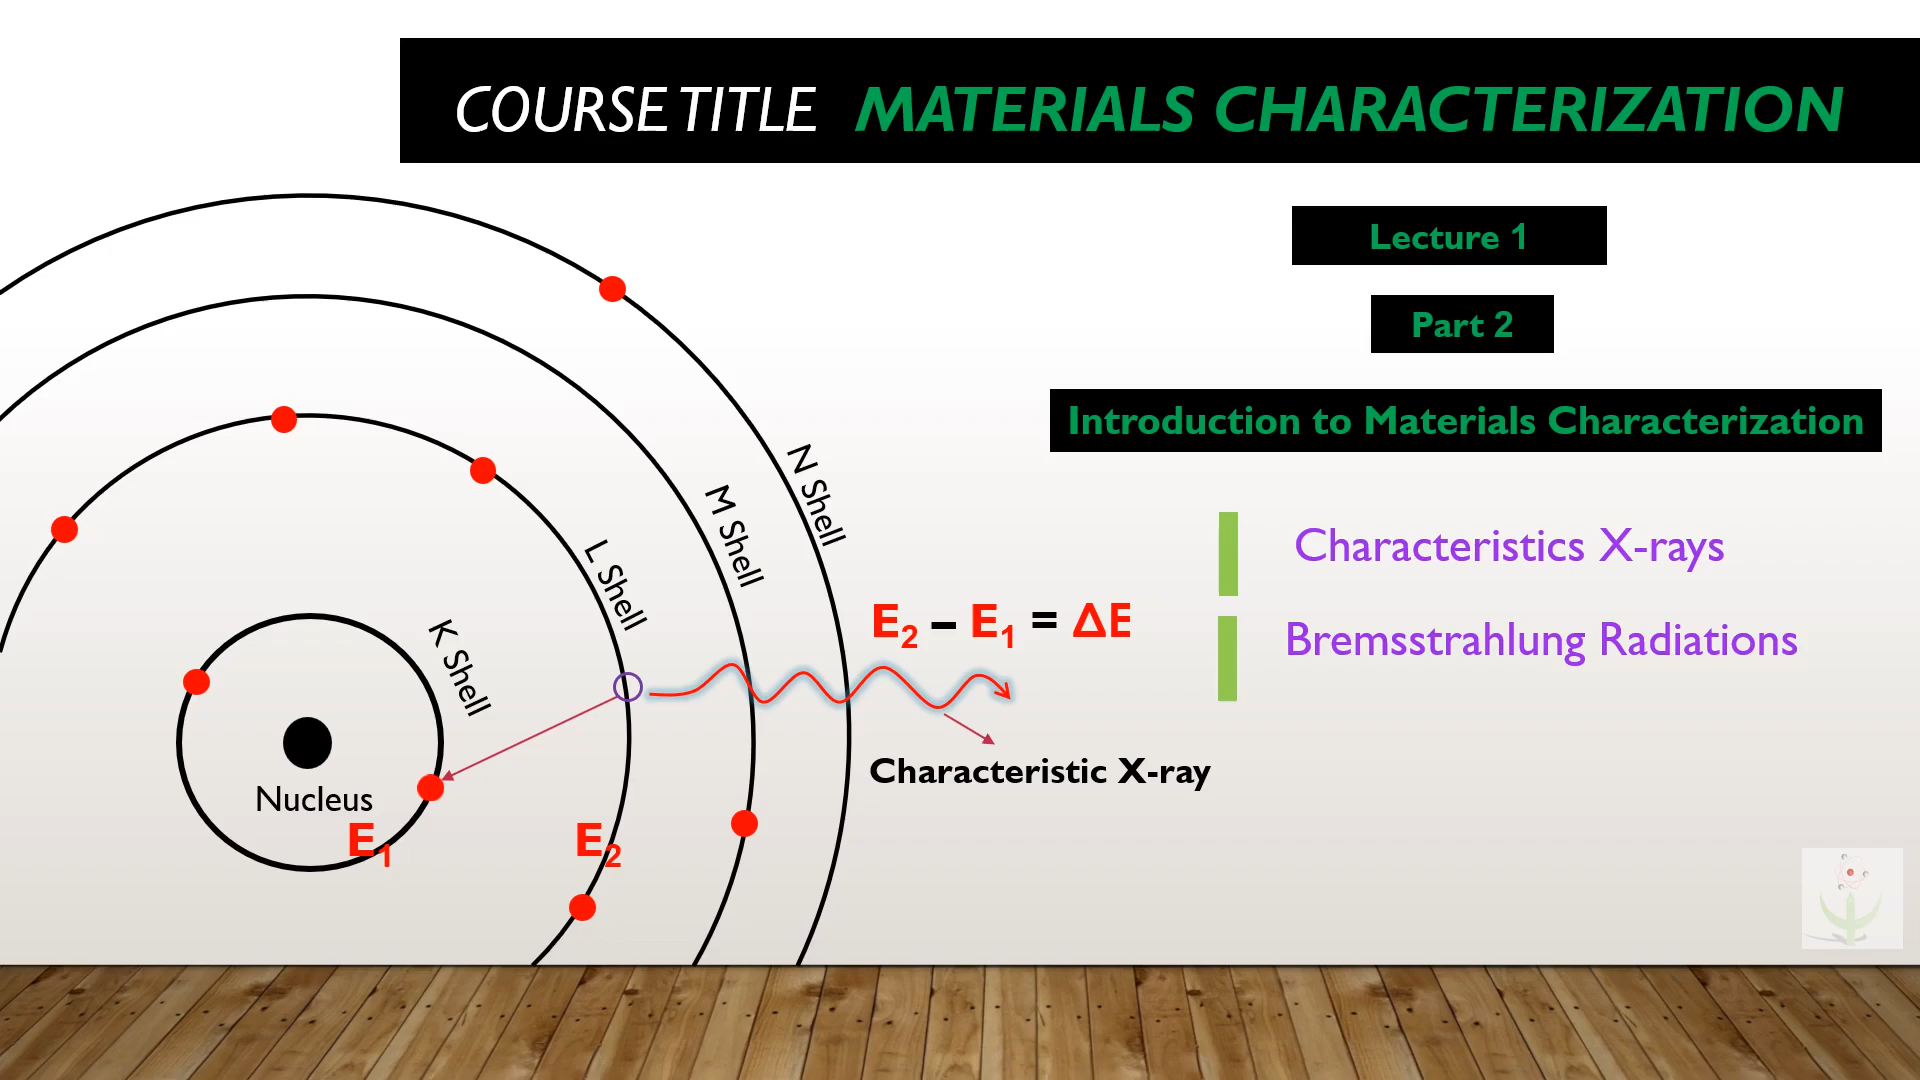 COURSE TITLE MATERIALS CHARACTERIZATION
Lecture 1
Part 2
Introduction to Materials Characterization
Characteristics X-rays
Bremsstrahlung Radiations
N Shell
M Shell
L Shell
K Shell
E₂ – E₁ = ΔE
Characteristic X-ray
Nucleus
E₁
E₂